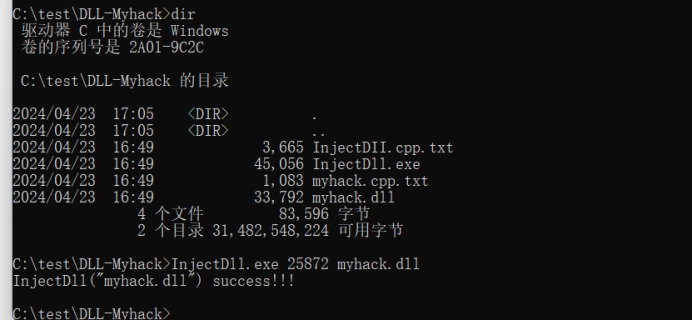 C:\test\DLL-Myhack>dir
驱动器 C 中的卷是 Windows
卷的序列号是 2A01-9C2C
C:\test\DLL-Myhack 的目录
2024/04/23  17:05    <DIR>          .
2024/04/23  17:05    <DIR>          ..
2024/04/23  16:49             3,665 InjectDII.cpp.txt
2024/04/23  16:49            45,056 InjectDll.exe
2024/04/23  16:49             1,083 myhack.cpp.txt
2024/04/23  16:49            33,792 myhack.dll
4 个文件         83,596 字节
2 个目录 31,482,548,224 可用字节
C:\test\DLL-Myhack>InjectDll.exe 25872 myhack.dll
InjectDll("myhack.dll") success!!!
C:\test\DLL-Myhack>